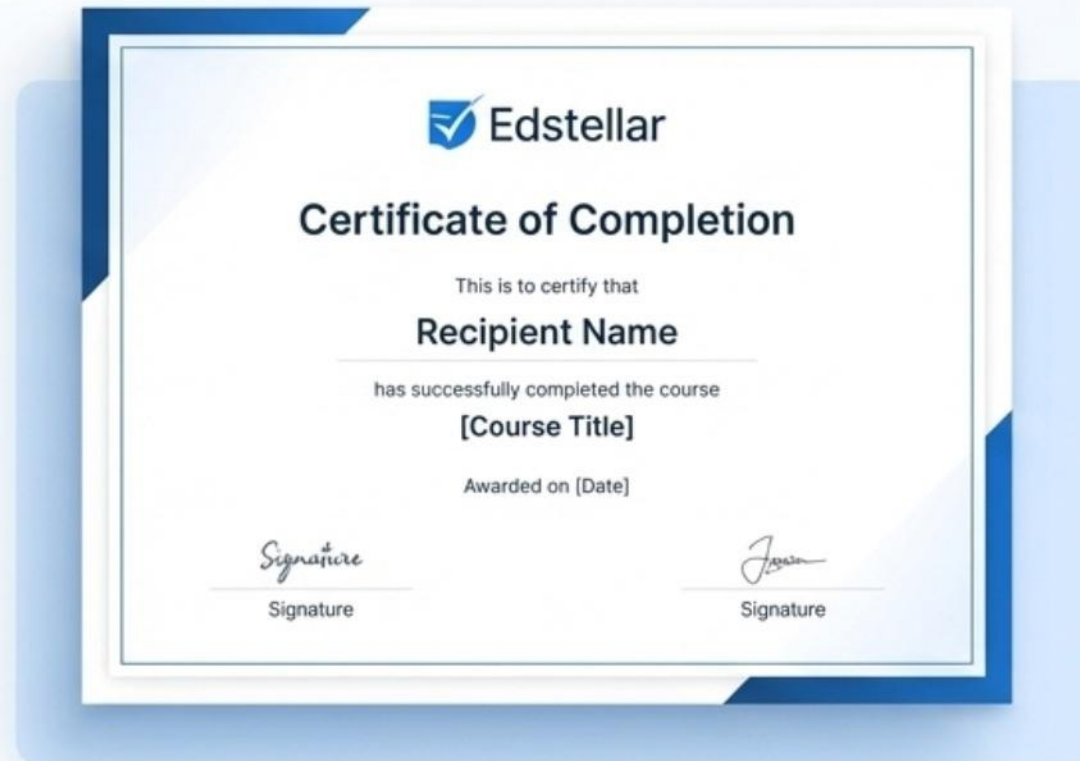 Edstellar
Certificate of Completion
This is to certify that
Recipient Name
has successfully completed the course
[Course Title]
Awarded on [Date]
Signature
Signature Signature